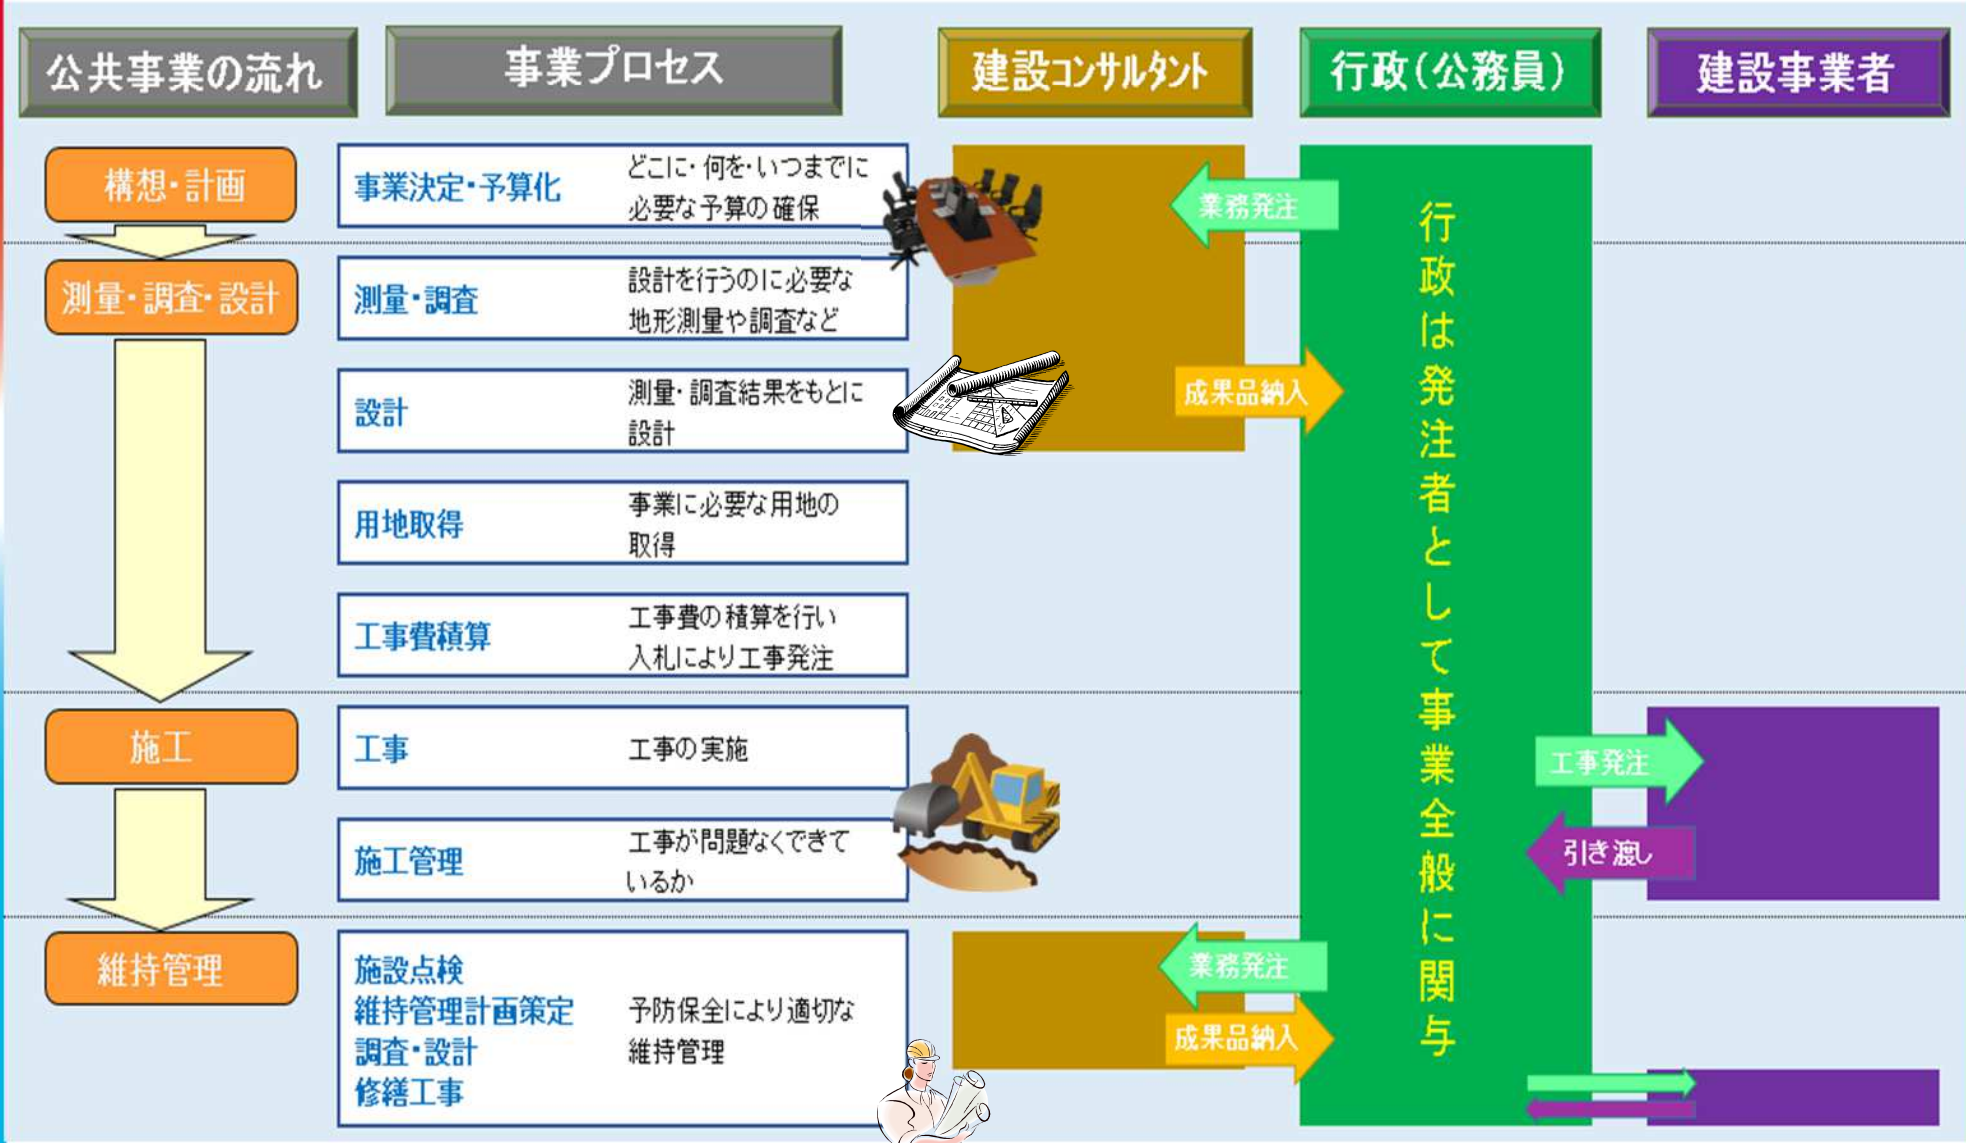 公共事業の流れ
事業プロセス
建設コンサルタント
行政(公務員)
建設事業者
構想・計画
事業決定・予算化
どこに・何を・いつまでに
必要な予算の確保
業務発注
測量・調査・設計
測量・調査
設計を行うのに必要な
地形測量や調査など
設計
測量・調査結果をもとに
設計
成果品納入
用地取得
事業に必要な用地の
取得
工事費積算
工事費の積算を行い
入札により工事発注
行政は発注者として事業全般に関与
施工
工事
工事の実施
工事発注
施工管理
工事が問題なくできて
いるか
引き渡し
維持管理
施設点検
維持管理計画策定
調査・設計
修繕工事
予防保全により適切な
維持管理
業務発注
成果品納入